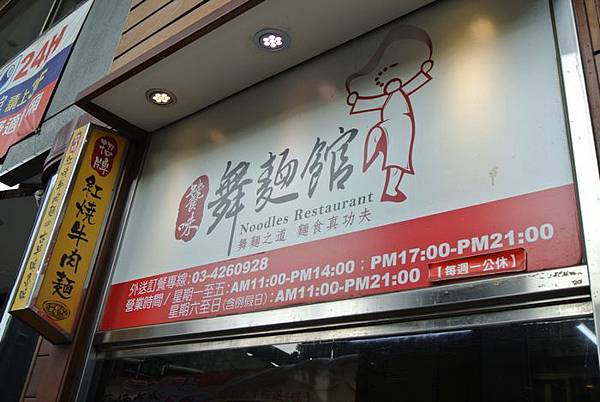 24H
招牌
紅燒牛肉麵
饕味
舞麵館
Noodles Restaurant
舞麵之道 麵食真功夫
外送訂餐專線:03-4260928
營業時間/星期一至五:AM11:00-PM14:00;PM17:00-PM21:00
星期六至日(含例假日):AM11:00-PM21:00
【每週一公休】